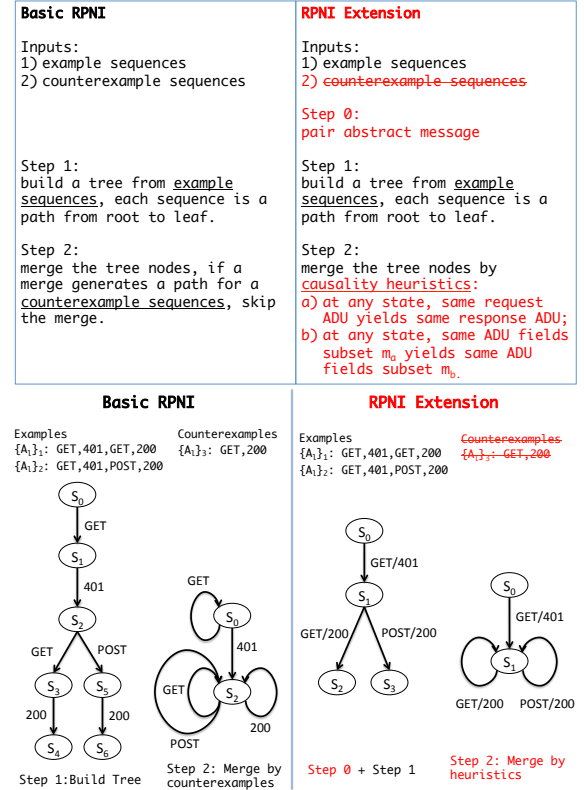 Basic RPNI
Inputs:
1) example sequences
2) counterexample sequences
Step 1:
build a tree from example
sequences, each sequence is a
path from root to leaf.
Step 2:
merge the tree nodes, if a
merge generates a path for a
counterexample sequences, skip
the merge.
RPNI Extension
Inputs:
1) example sequences
2) counterexample sequences
Step 0:
pair abstract message
Step 1:
build a tree from example
sequences, each sequence is a
path from root to leaf.
Step 2:
merge the tree nodes by
causality heuristics:
a) at any state, same request
ADU yields same response ADU;
b) at any state, same ADU fields
subset mₐ yields same ADU
fields subset m_b.
Basic RPNI
Examples
{Aₗ}₁: GET,401,GET,200
{Aₗ}₂: GET,401,POST,200
Counterexamples
{Aₗ}₃: GET,200
S₀
GET
S₁
401
S₂
GET
POST
S₃
S₅
200
200
S₄
S₆
Step 1:Build Tree
GET
S₀
401
GET
S₂
200
POST
Step 2: Merge by
counterexamples
RPNI Extension
Examples
{Aₗ}₁: GET,401,GET,200
{Aₗ}₂: GET,401,POST,200
Counterexamples
{Aₗ}₃: GET,200
S₀
GET/401
S₁
GET/200
POST/200
S₂
S₃
Step 0 + Step 1
S₀
GET/401
S₁
GET/200
POST/200
Step 2: Merge by
heuristics